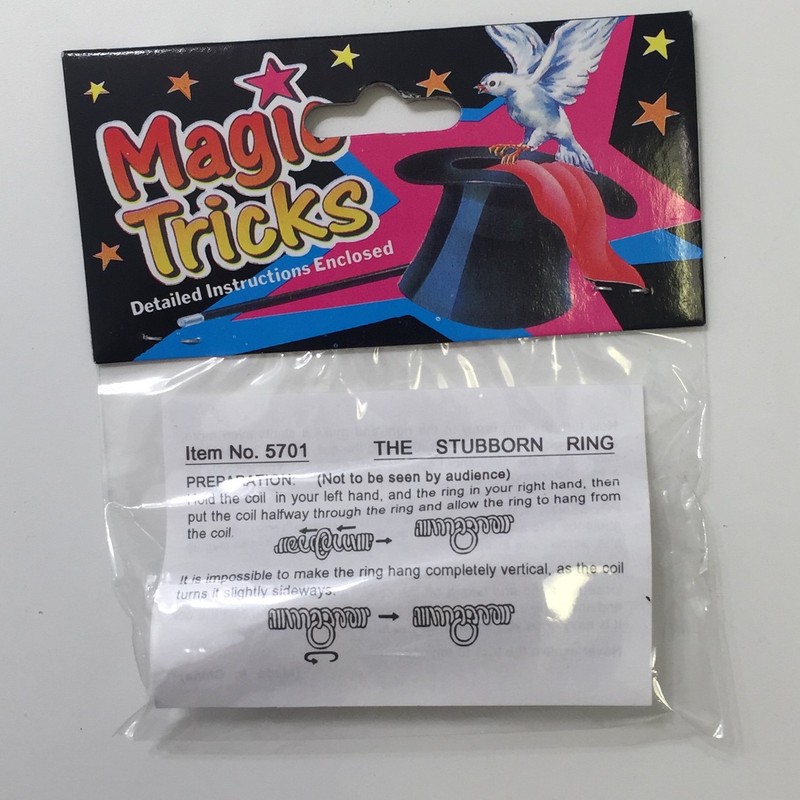 Magic
Tricks
Detailed Instructions Enclosed
Item No. 5701 THE STUBBORN RING
PREPARATION: (Not to be seen by audience)
Hold the coil in your left hand, and the ring in your right hand, then
put the coil halfway through the ring and allow the ring to hang from
the coil.
It is impossible to make the ring hang completely vertical, as the coil
turns it slightly sideways.